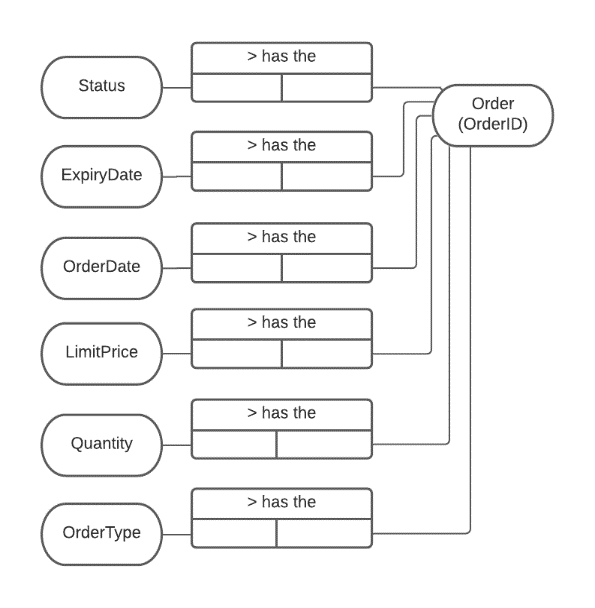 > has the
Status
Order
(OrderID)
> has the
ExpiryDate
> has the
OrderDate
> has the
LimitPrice
> has the
Quantity
> has the
OrderType